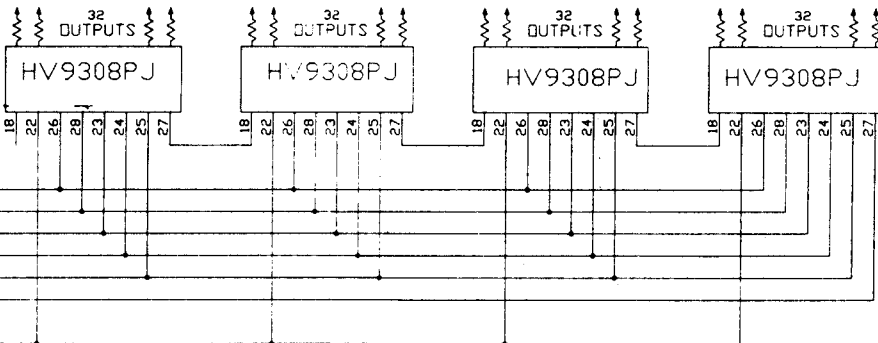 32 32 32 32
OUTPUTS OUTPUTS OUTPUTS OUTPUTS
HV9308PJ HV9308PJ HV9308PJ HV9308PJ
18 22 26 28 23 24 25 27 18 22 26 28 23 24 25 27 18 22 26 28 23 24 25 27 18 22 26 28 23 24 25 27